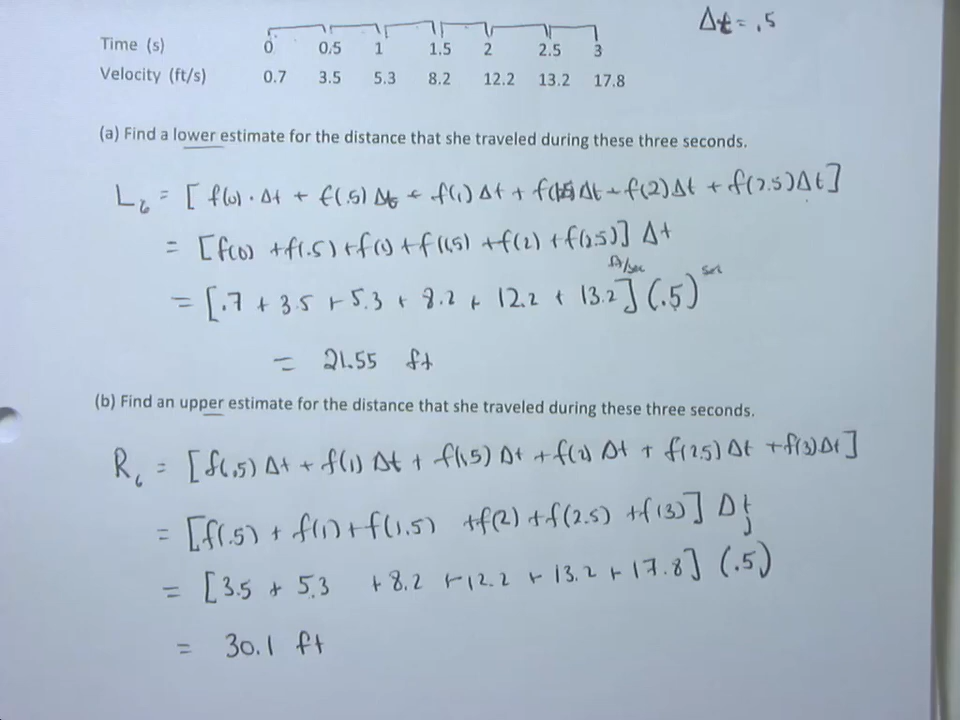 Δt = .5
Time (s) 0 0.5 1 1.5 2 2.5 3
Velocity (ft/s) 0.7 3.5 5.3 8.2 12.2 13.2 17.8
(a) Find a lower estimate for the distance that she traveled during these three seconds.
L₆ = [ f(0) · Δt + f(.5) Δt + f(1) Δt + f(1.5) Δt + f(2) Δt + f(2.5) Δt ]
= [f(0) + f(.5) + f(1) + f(1.5) + f(2) + f(2.5)] Δt
ft/sec sec
= [.7 + 3.5 + 5.3 + 8.2 + 12.2 + 13.2] (.5)
= 21.55 ft
(b) Find an upper estimate for the distance that she traveled during these three seconds.
R₆ = [f(.5) Δt + f(1) Δt + f(1.5) Δt + f(2) Δt + f(2.5) Δt + f(3) Δt]
= [f(.5) + f(1) + f(1.5) + f(2) + f(2.5) + f(3)] Δt
= [3.5 + 5.3 + 8.2 + 12.2 + 13.2 + 17.8] (.5)
= 30.1 ft